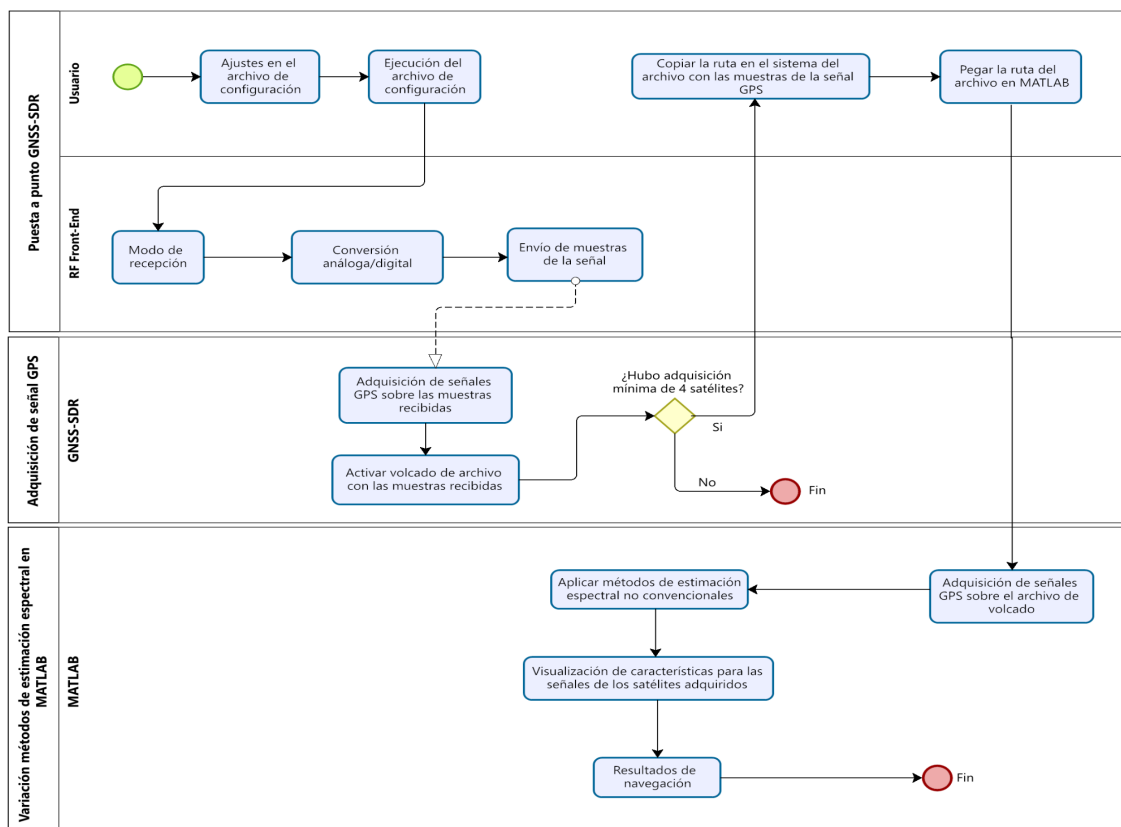 Puesta a punto GNSS-SDR
Usuario
Ajustes en el
archivo de
configuración
Ejecución del
archivo de
configuración
Copiar la ruta en el sistema del
archivo con las muestras de la señal
GPS
Pegar la ruta del
archivo en MATLAB
RF Front-End
Modo de
recepción
Conversión
análoga/digital
Envío de muestras
de la señal
Adquisición de señal GPS
GNSS-SDR
Adquisición de señales
GPS sobre las muestras
recibidas
Activar volcado de archivo
con las muestras recibidas
¿Hubo adquisición
mínima de 4 satélites?
Si
No
Fin
Variación métodos de estimación espectral en
MATLAB
MATLAB
Adquisición de señales
GPS sobre el archivo de
volcado
Aplicar métodos de estimación
espectral no convencionales
Visualización de características para las
señales de los satélites adquiridos
Resultados de
navegación
Fin